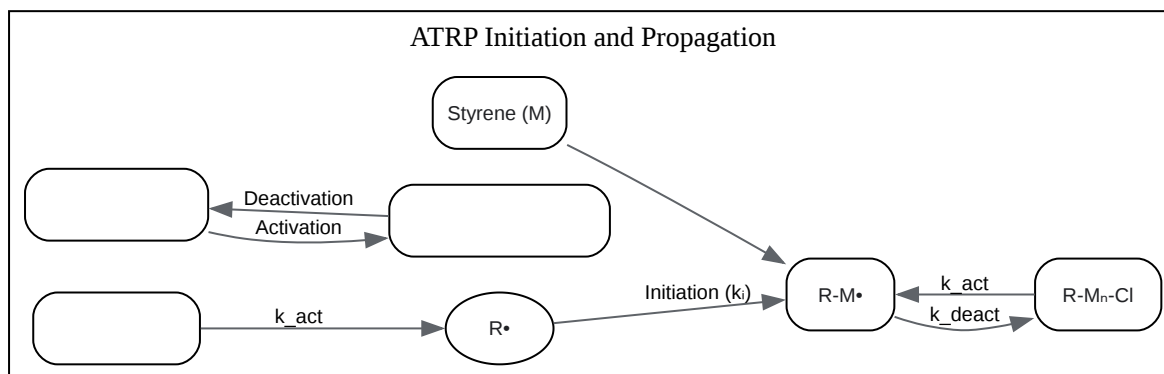 ATRP Initiation and Propagation
Styrene (M)
Deactivation
Activation
k_act
R•
Initiation (kᵢ)
R-M•
k_act
k_deact
R-Mₙ-Cl